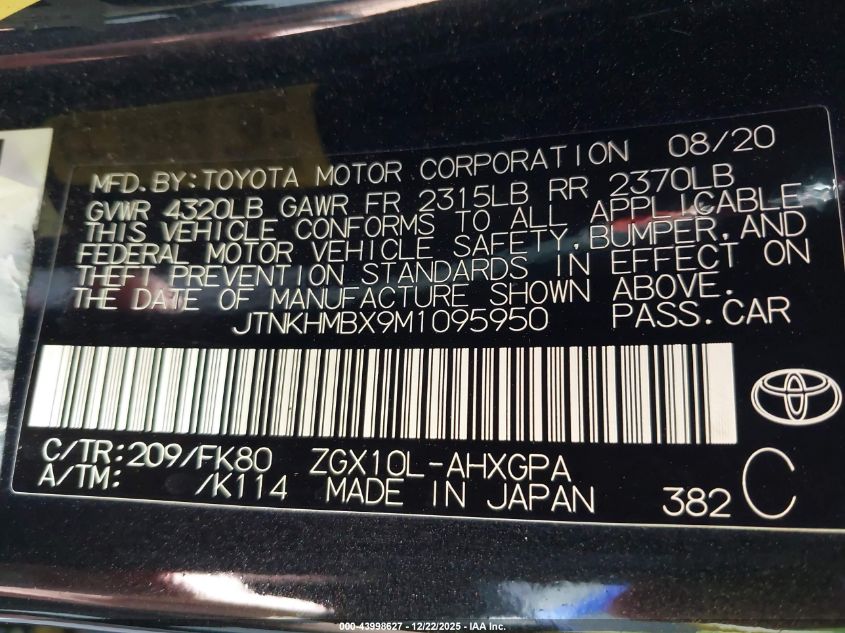 MFD.BY:TOYOTA MOTOR CORPORATION 08/20
GVWR 4320LB GAWR FR 2315LB RR 2370LB
THIS VEHICLE CONFORMS TO ALL APPLICABLE
FEDERAL MOTOR VEHICLE SAFETY,BUMPER,AND
THEFT PREVENTION STANDARDS IN EFFECT ON
THE DATE OF MANUFACTURE SHOWN ABOVE.
JTNKHMBX9M1095950 PASS.CAR
C/TR:209/FK80 ZGX10L-AHXGPA
A/TM: /K114 MADE IN JAPAN 382 C
000-43998627 - 12/22/2025 - IAA Inc.